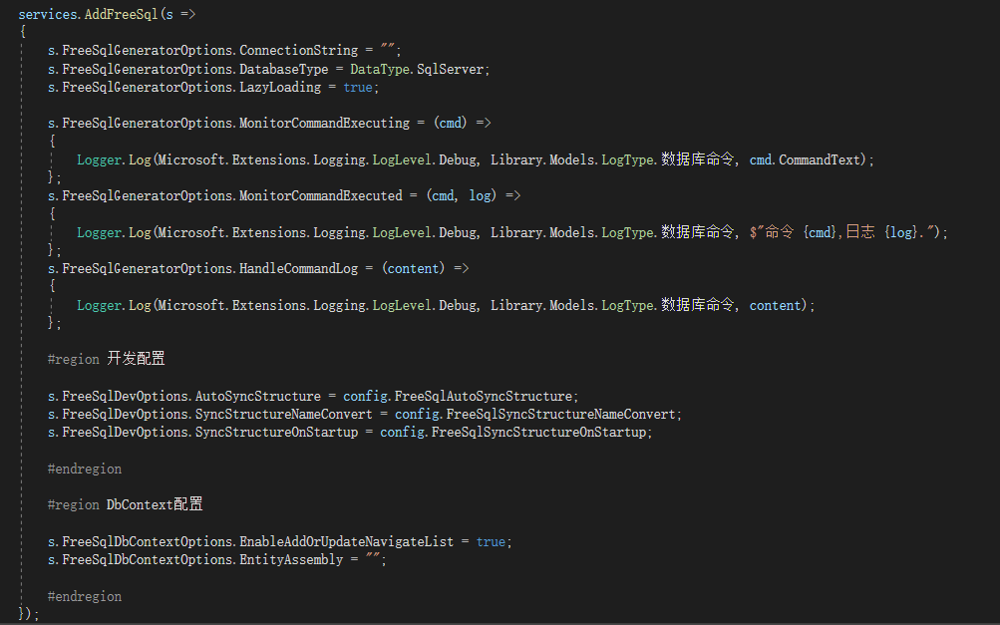 services.AddFreeSql(s =>
{
s.FreeSqlGeneratorOptions.ConnectionString = "";
s.FreeSqlGeneratorOptions.DatabaseType = DataType.SqlServer;
s.FreeSqlGeneratorOptions.LazyLoading = true;
s.FreeSqlGeneratorOptions.MonitorCommandExecuting = (cmd) =>
{
Logger.Log(Microsoft.Extensions.Logging.LogLevel.Debug, Library.Models.LogType.数据库命令, cmd.CommandText);
};
s.FreeSqlGeneratorOptions.MonitorCommandExecuted = (cmd, log) =>
{
Logger.Log(Microsoft.Extensions.Logging.LogLevel.Debug, Library.Models.LogType.数据库命令, $"命令 {cmd},日志 {log}.");
};
s.FreeSqlGeneratorOptions.HandleCommandLog = (content) =>
{
Logger.Log(Microsoft.Extensions.Logging.LogLevel.Debug, Library.Models.LogType.数据库命令, content);
};
#region 开发配置
s.FreeSqlDevOptions.AutoSyncStructure = config.FreeSqlAutoSyncStructure;
s.FreeSqlDevOptions.SyncStructureNameConvert = config.FreeSqlSyncStructureNameConvert;
s.FreeSqlDevOptions.SyncStructureOnStartup = config.FreeSqlSyncStructureOnStartup;
#endregion
#region DbContext配置
s.FreeSqlDbContextOptions.EnableAddOrUpdateNavigateList = true;
s.FreeSqlDbContextOptions.EntityAssembly = "";
#endregion
});